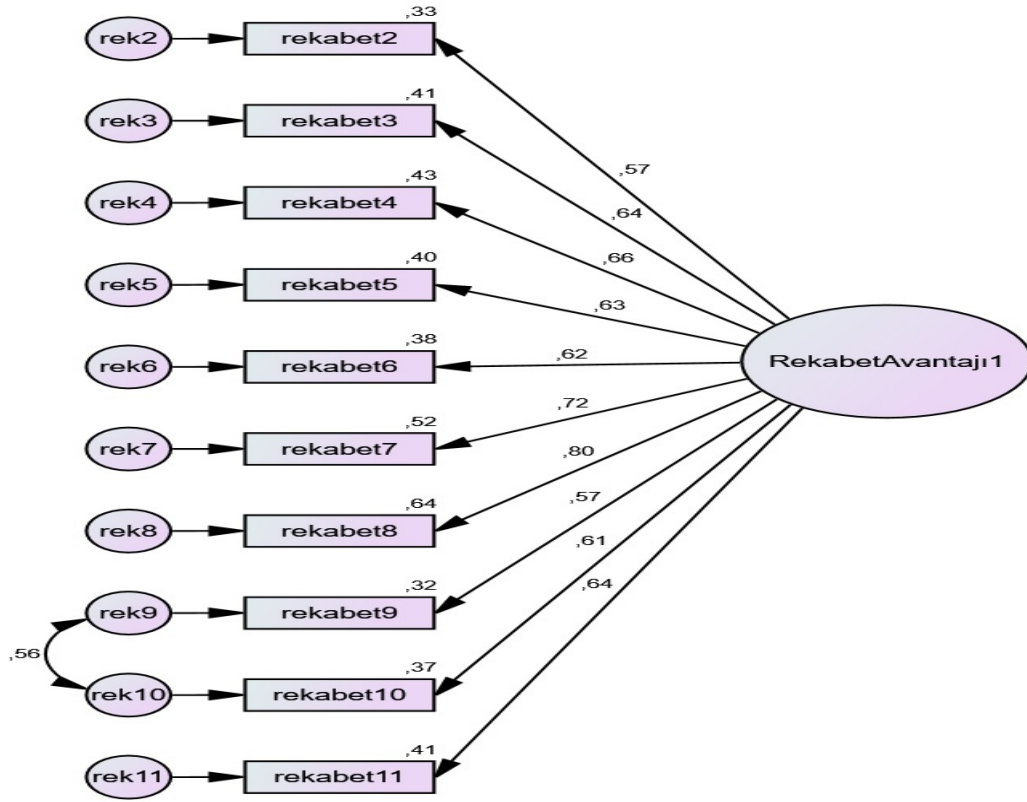 ,33
rek2 rekabet2
,41
rek3 rekabet3
,57
,43
rek4 rekabet4
,64
,40
rek5 rekabet5
,66
,63
,38
rek6 rekabet6
,62
RekabetAvantajı1
,52
rek7 rekabet7
,72
,80
,64
rek8 rekabet8
,57
,61
,32
rek9 rekabet9
,64
,56
,37
rek10 rekabet10
,41
rek11 rekabet11